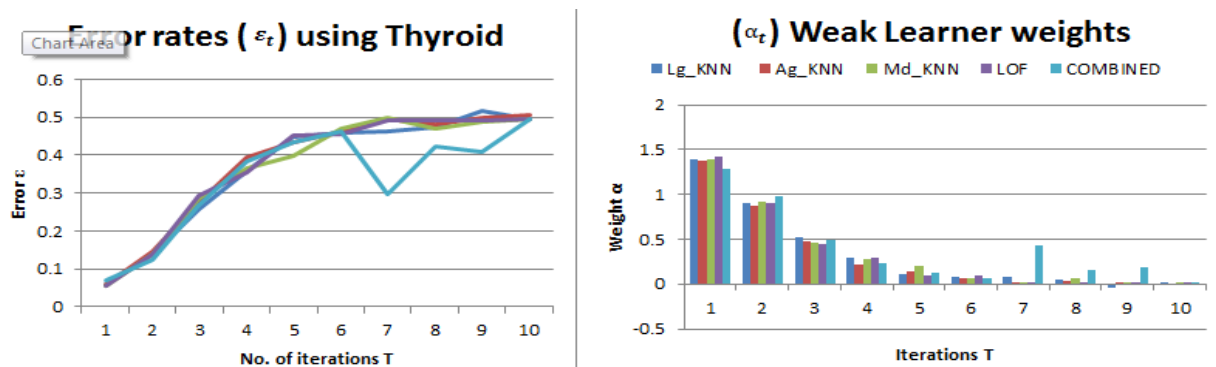 Error rates ( εt ) using Thyroid
Chart Area
0.6
0.5
0.4
0.3
0.2
0.1
0
Error ε
1 2 3 4 5 6 7 8 9 10
No. of iterations T
(αt) Weak Learner weights
Lg_KNN Ag_KNN Md_KNN LOF COMBINED
2
1.5
1
0.5
0
-0.5
Weight α
1 2 3 4 5 6 7 8 9 10
Iterations T